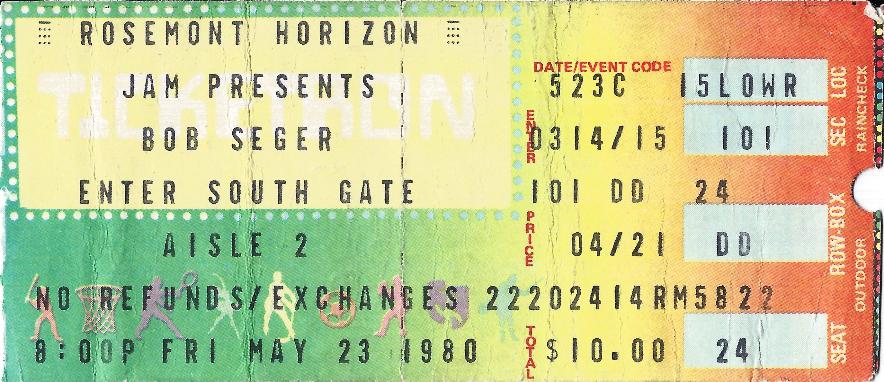 ROSEMONT HORIZON
JAM PRESENTS
BOB SEGER
ENTER SOUTH GATE
AISLE 2
NO REFUNDS/EXCHANGES 22202414RM5822
8:00P FRI MAY 23 1980
TICKETRON
DATE/EVENT CODE
523C 15LOWR
ENTER
0314/15 101
101 DD 24
PRICE
04/21 DD
TOTAL
$10.00 24
LOC
SEC
ROW-BOX
SEAT
RAINCHECK
OUTDOOR